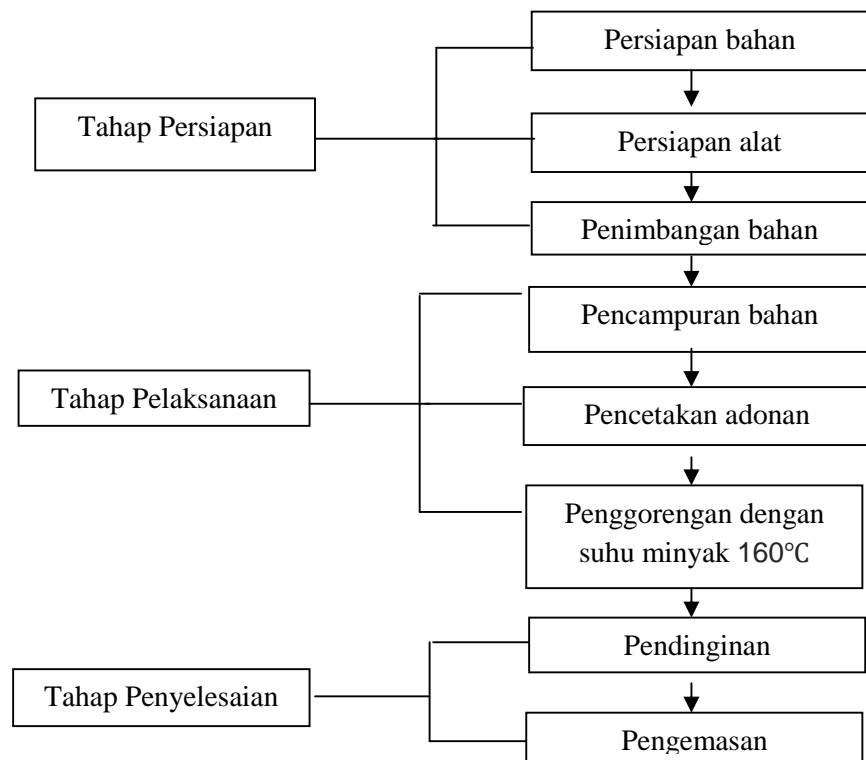 Persiapan bahan
Tahap Persiapan
Persiapan alat
Penimbangan bahan
Pencampuran bahan
Tahap Pelaksanaan
Pencetakan adonan
Penggorengan dengan
suhu minyak 160℃
Pendinginan
Tahap Penyelesaian
Pengemasan